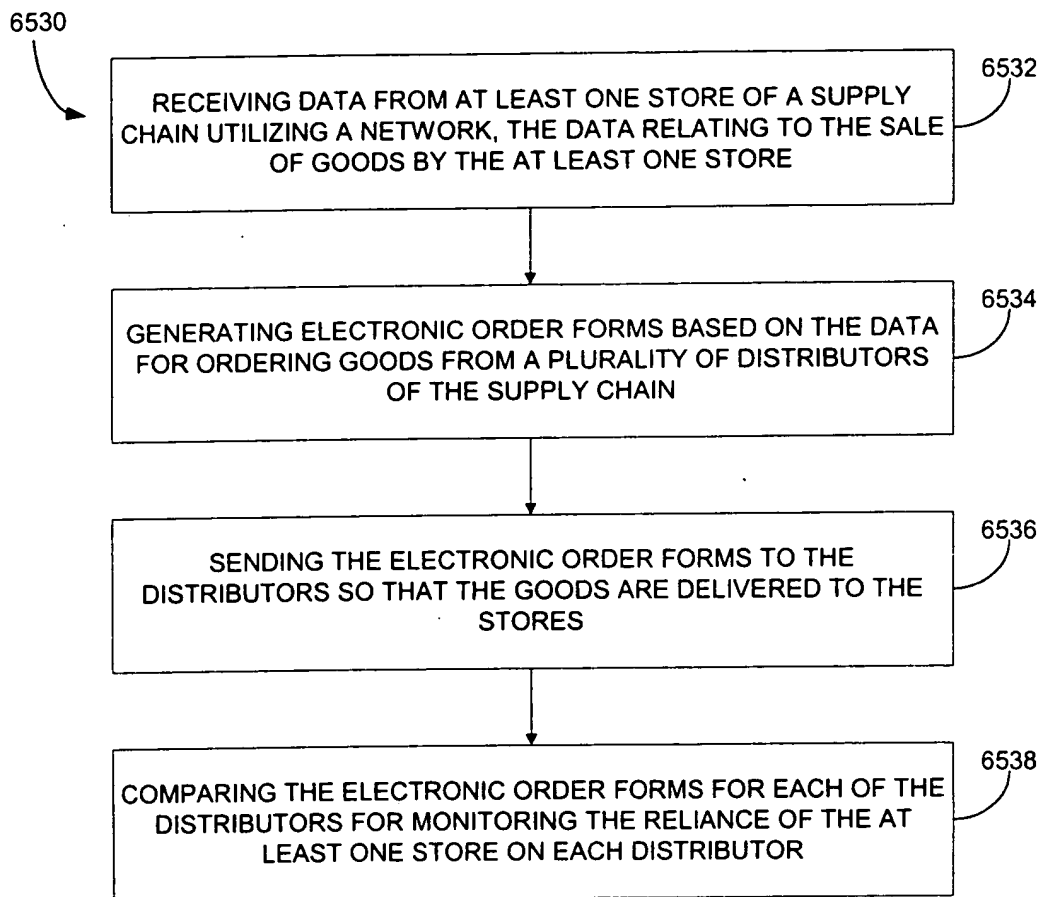 6530
6532
RECEIVING DATA FROM AT LEAST ONE STORE OF A SUPPLY
CHAIN UTILIZING A NETWORK, THE DATA RELATING TO THE SALE
OF GOODS BY THE AT LEAST ONE STORE
6534
GENERATING ELECTRONIC ORDER FORMS BASED ON THE DATA
FOR ORDERING GOODS FROM A PLURALITY OF DISTRIBUTORS
OF THE SUPPLY CHAIN
6536
SENDING THE ELECTRONIC ORDER FORMS TO THE
DISTRIBUTORS SO THAT THE GOODS ARE DELIVERED TO THE
STORES
6538
COMPARING THE ELECTRONIC ORDER FORMS FOR EACH OF THE
DISTRIBUTORS FOR MONITORING THE RELIANCE OF THE AT
LEAST ONE STORE ON EACH DISTRIBUTOR